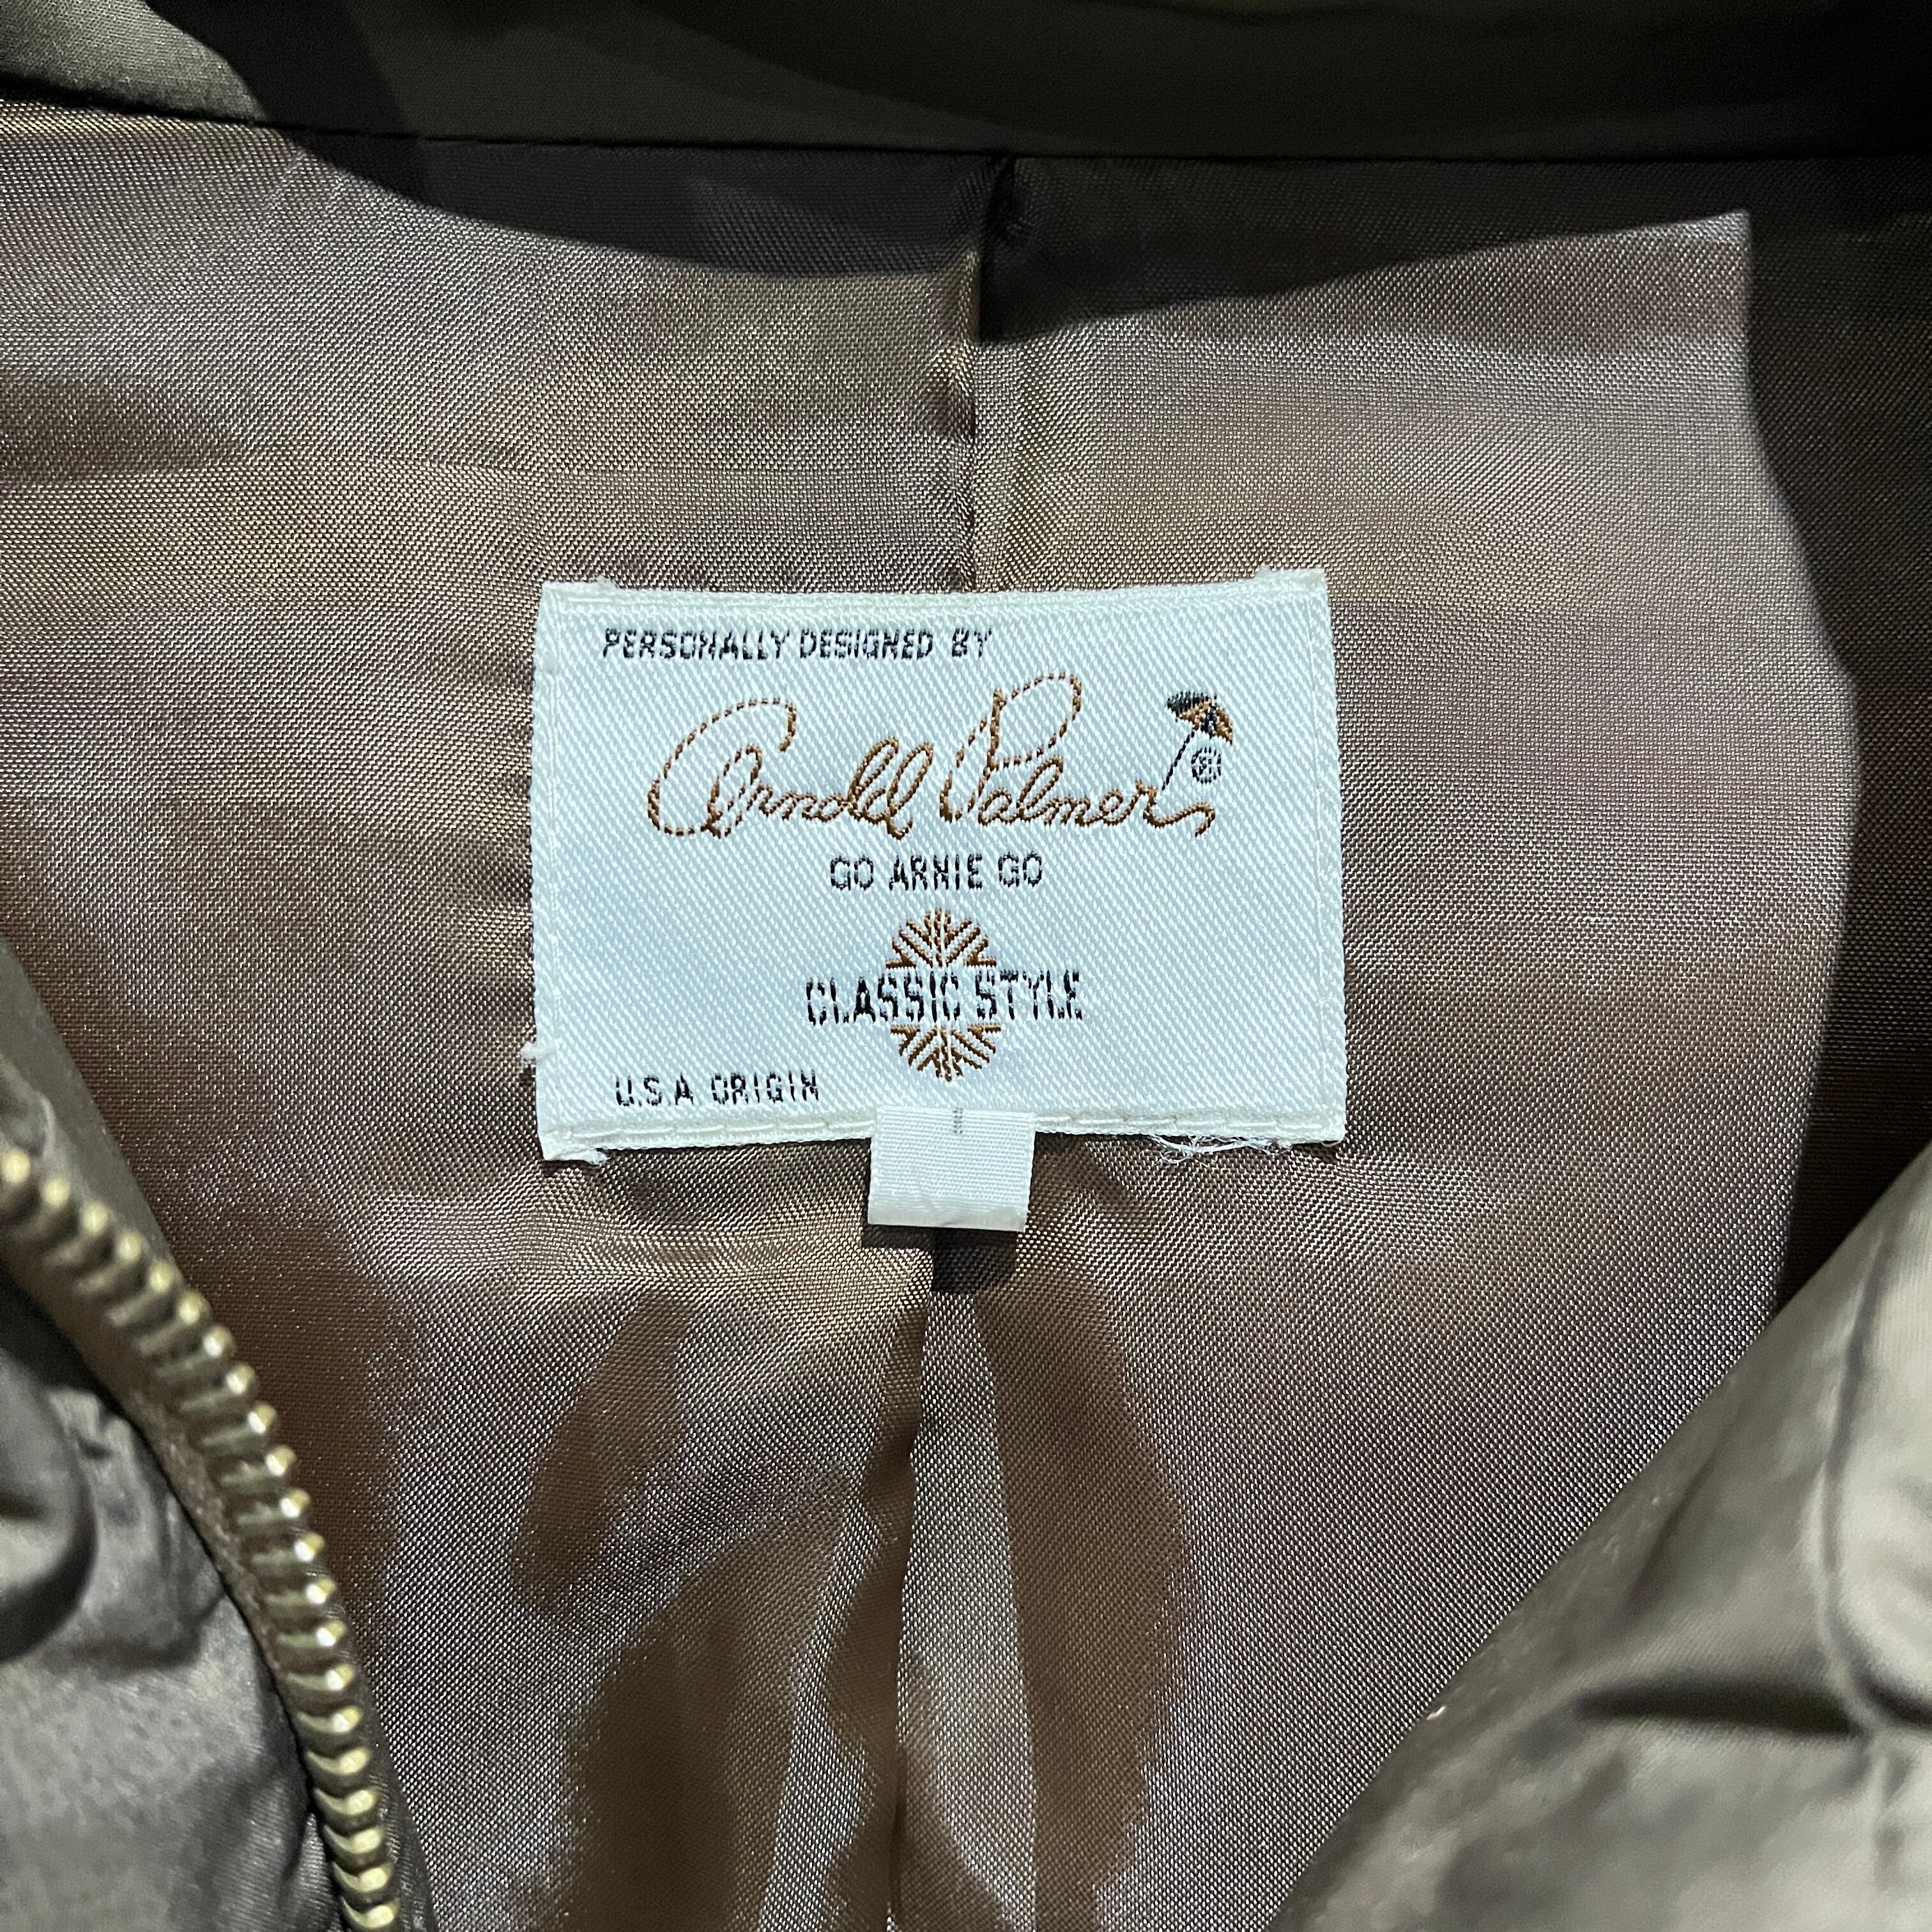 PERSONALLY DESIGNED BY
Arnold Palmer
®
GO ARNIE GO
CLASSIC STYLE
U.S.A ORIGIN